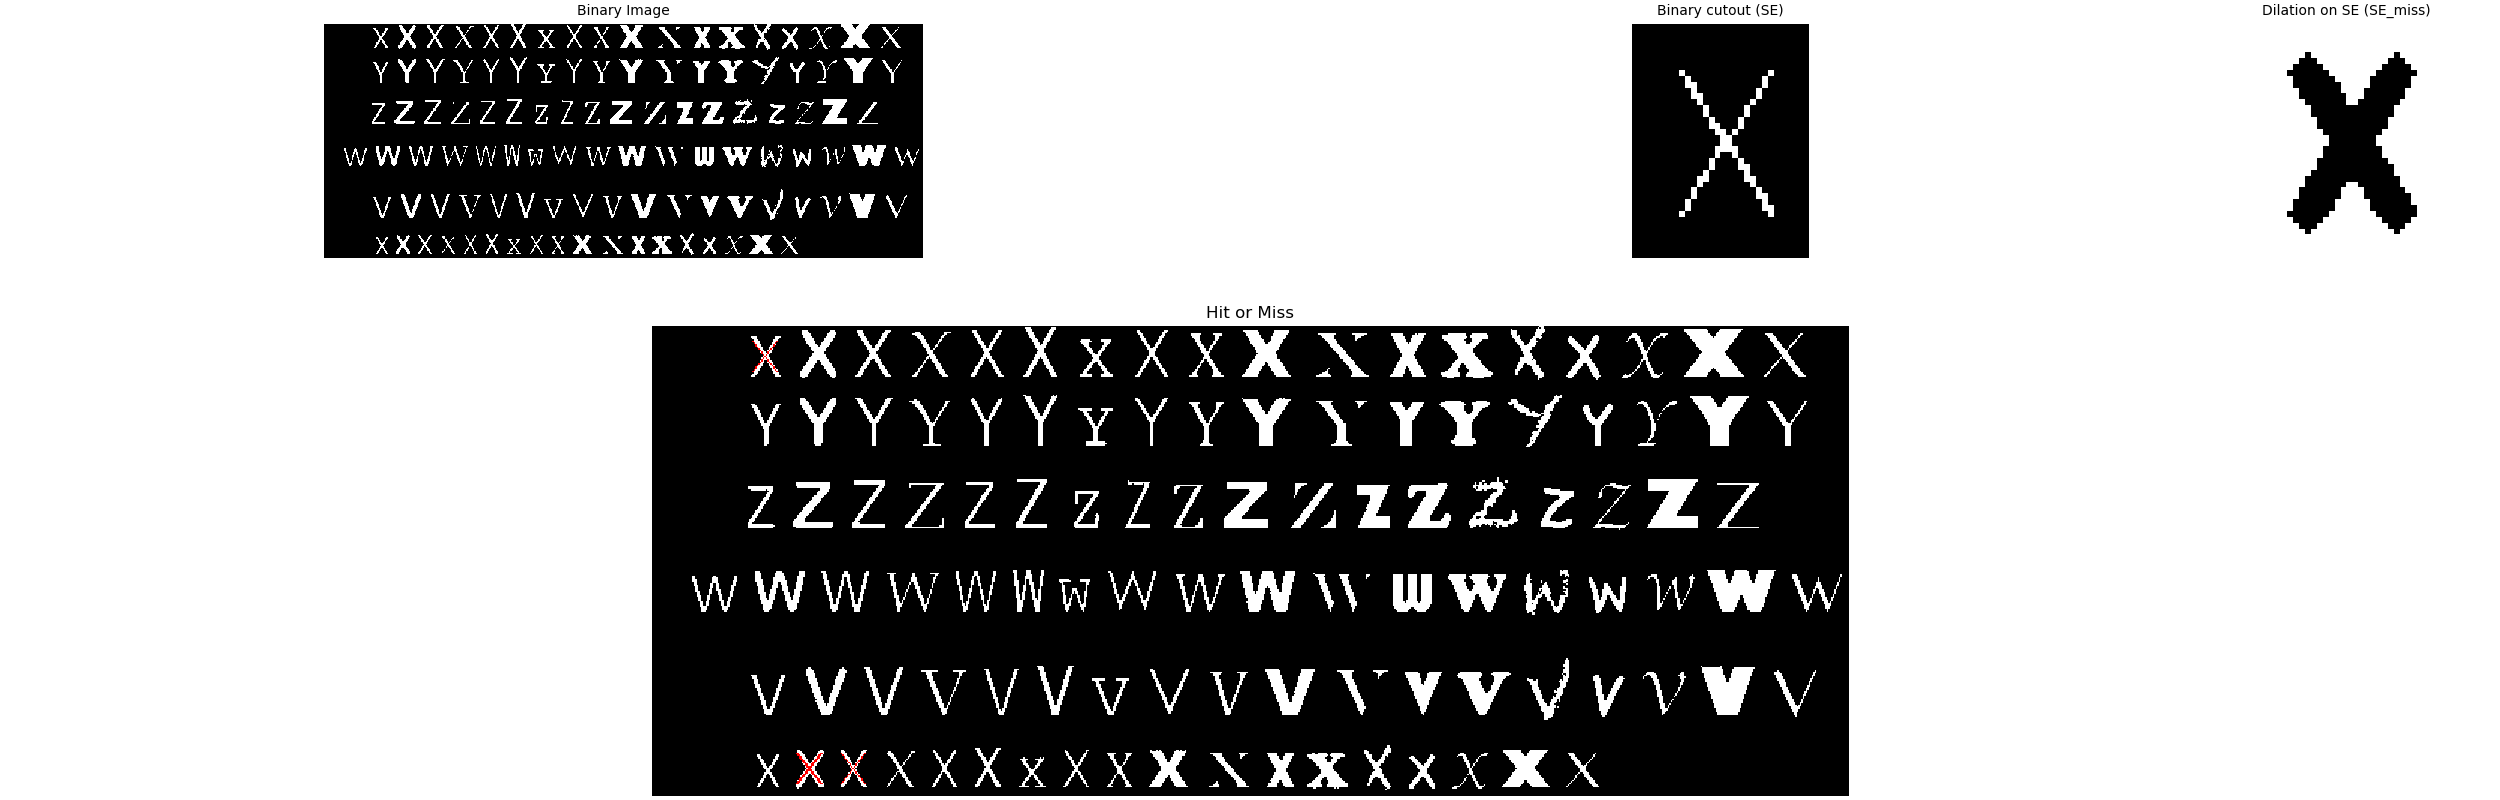 Binary Image
X X X X X X X X X X X X X X X X X X
Y Y Y Y Y Y Y Y Y Y Y Y Y Y Y Y Y Y
Z Z Z Z Z Z Z Z Z Z Z Z Z Z Z Z Z Z
W W W W W W W W W W W W W W W W W W
V V V V V V V V V V V V V V V V V V
X X X X X X X X X X X X X X X X X X
Binary cutout (SE)
X
Dilation on SE (SE_miss)
X
Hit or Miss
X X X X X X X X X X X X X X X X X X
Y Y Y Y Y Y Y Y Y Y Y Y Y Y Y Y Y Y
Z Z Z Z Z Z Z Z Z Z Z Z Z Z Z Z Z Z
W W W W W W W W W W W W W W W W W W
V V V V V V V V V V V V V V V V V V
X X X X X X X X X X X X X X X X X X